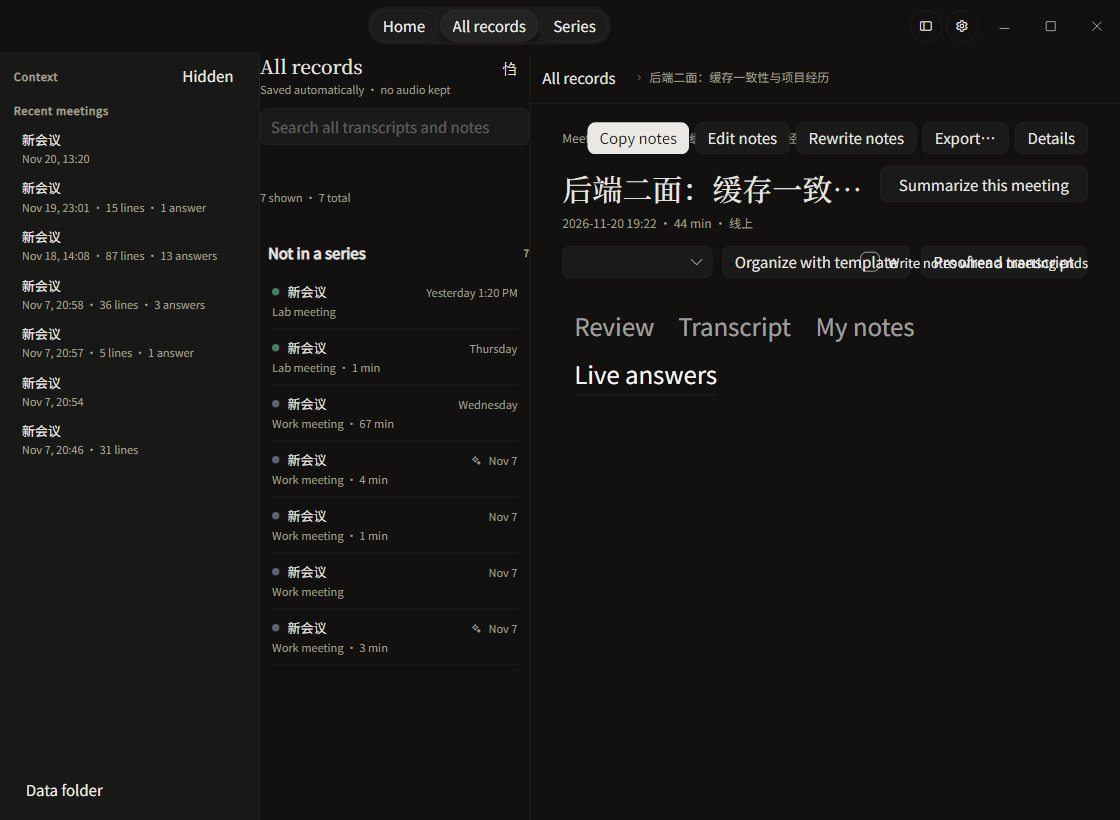 Home All records Series
Context Hidden
Recent meetings
新会议
Nov 20, 13:20
新会议
Nov 19, 23:01 • 15 lines • 1 answer
新会议
Nov 18, 14:08 • 87 lines • 13 answers
新会议
Nov 7, 20:58 • 36 lines • 3 answers
新会议
Nov 7, 20:57 • 5 lines • 1 answer
新会议
Nov 7, 20:54
新会议
Nov 7, 20:46 • 31 lines
Data folder
All records
Saved automatically • no audio kept
Search all transcripts and notes
7 shown • 7 total
Not in a series 7
新会议 Yesterday 1:20 PM
Lab meeting
新会议 Thursday
Lab meeting • 1 min
新会议 Wednesday
Work meeting • 67 min
新会议 Nov 7
Work meeting • 4 min
新会议 Nov 7
Work meeting • 1 min
新会议 Nov 7
Work meeting
新会议 Nov 7
Work meeting • 3 min
All records › 后端二面：缓存一致性与项目经历
Copy notes Edit notes Rewrite notes Export… Details
后端二面：缓存一致… Summarize this meeting
2026-11-20 19:22 • 44 min • 线上
Organize with template Write notes when a meeting ends Proofread transcript
Review Transcript My notes
Live answers